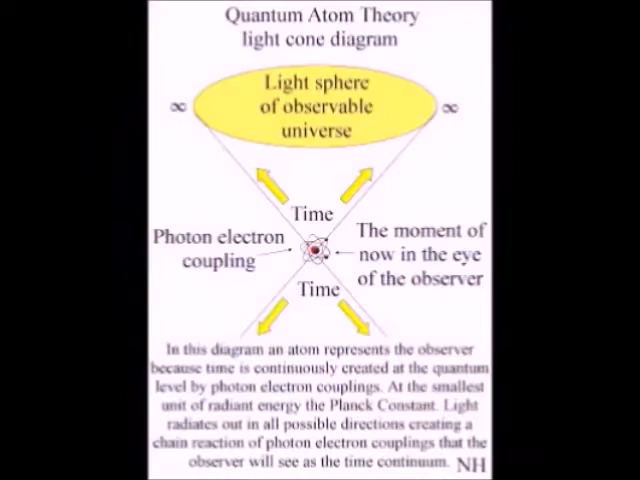 Quantum Atom Theory
light cone diagram
Light sphere
of observable
universe
∞
∞
Time
Photon electron
coupling
The moment of
now in the eye
of the observer
Time
In this diagram an atom represents the observer
because time is continuously created at the quantum
level by photon electron couplings. At the smallest
unit of radiant energy the Planck Constant. Light
radiates out in all possible directions creating a
chain reaction of photon electron couplings that the
observer will see as the time continuum. NH